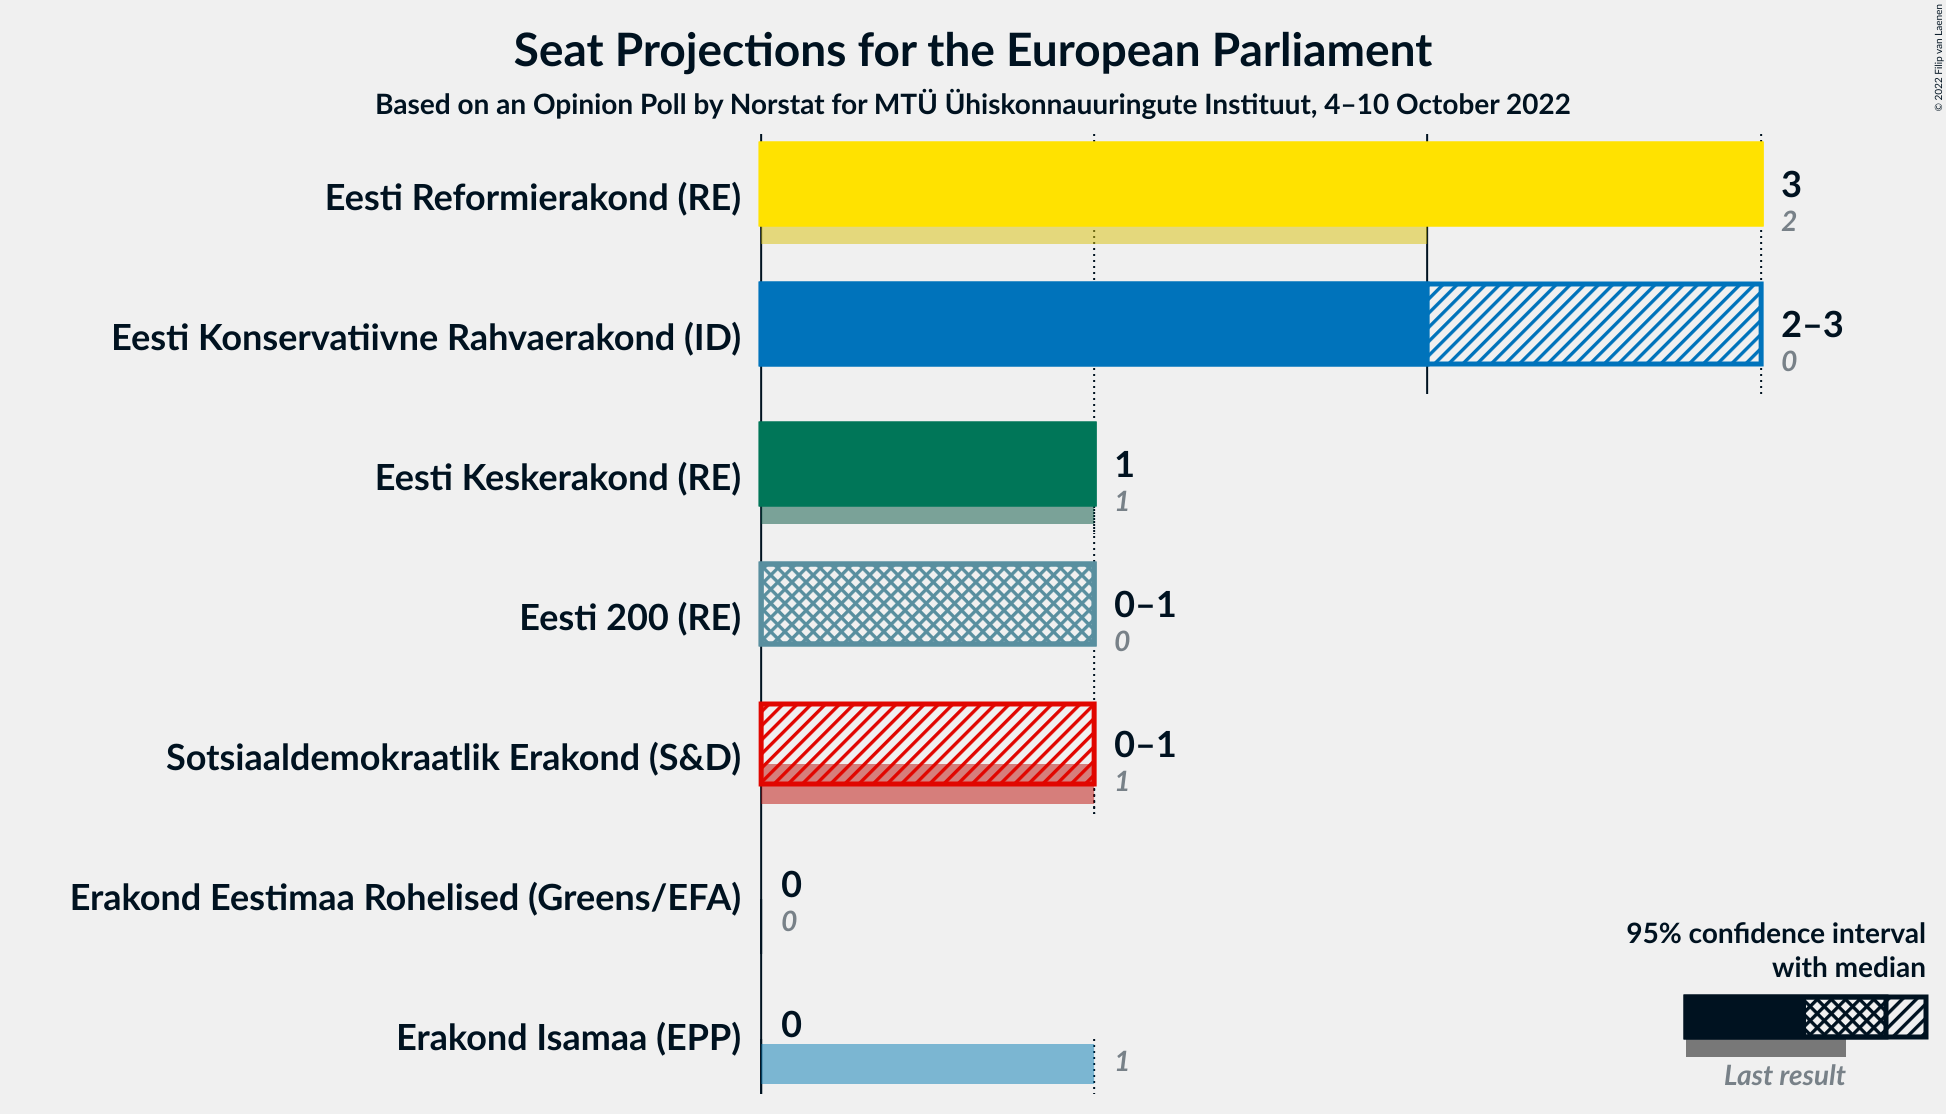 Seat Projections for the European Parliament
Based on an Opinion Poll by Norstat for MTÜ Ühiskonnauuringute Instituut, 4–10 October 2022
© 2022 Filip van Laenen
Eesti Reformierakond (RE)
3
2
Eesti Konservatiivne Rahvaerakond (ID)
2–3
0
Eesti Keskerakond (RE)
1
1
Eesti 200 (RE)
0–1
0
Sotsiaaldemokraatlik Erakond (S&D)
0–1
1
Erakond Eestimaa Rohelised (Greens/EFA)
0
0
Erakond Isamaa (EPP)
0
1
95% confidence interval
with median
Last result